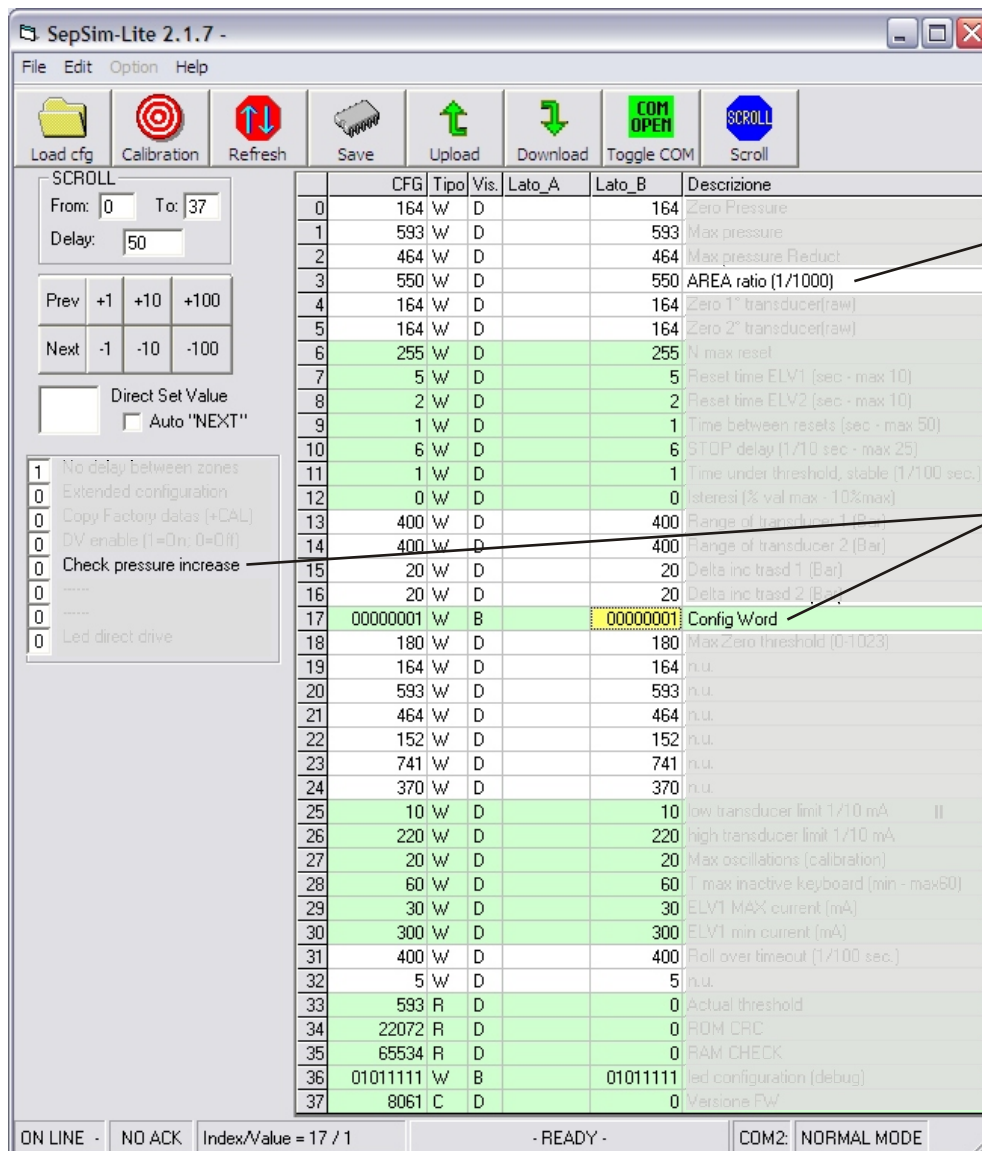 SepSim-Lite 2.1.7 -
File Edit Option Help
Load cfg Calibration Refresh Save Upload Download COM OPEN Toggle COM SCROLL Scroll
SCROLL
From: 0 To: 37
Delay: 50
Prev +1 +10 +100
Next -1 -10 -100
Direct Set Value
Auto "NEXT"
1 No delay between zones
0 Extended configuration
0 Copy Factory datas (+CAL)
0 DV enable (1=On; 0=Off)
0 Check pressure increase
0 ------
0 ------
0 Led direct drive
CFG Tipo Vis. Lato_A Lato_B Descrizione
0 164 W D 164 Zero Pressure
1 593 W D 593 Max pressure
2 464 W D 464 Max pressure Reduct
3 550 W D 550 AREA ratio (1/1000)
4 164 W D 164 Zero 1° transducer(raw)
5 164 W D 164 Zero 2° transducer(raw)
6 255 W D 255 N max reset
7 5 W D 5 Reset time ELV1 (sec - max 10)
8 2 W D 2 Reset time ELV2 (sec - max 10)
9 1 W D 1 Time between resets (sec - max 50)
10 6 W D 6 STOP delay (1/10 sec - max 25)
11 1 W D 1 Time under threshold, stable (1/100 sec.)
12 0 W D 0 Isteresi (% val max - 10%max)
13 400 W D 400 Range of transducer 1 (Bar)
14 400 W D 400 Range of transducer 2 (Bar)
15 20 W D 20 Delta inc trasd 1 (Bar)
16 20 W D 20 Delta inc trasd 2 (Bar)
17 00000001 W B 00000001 Config Word
18 180 W D 180 Max Zero threshold (0-1023)
19 164 W D 164 n.u.
20 593 W D 593 n.u.
21 464 W D 464 n.u.
22 152 W D 152 n.u.
23 741 W D 741 n.u.
24 370 W D 370 n.u.
25 10 W D 10 low transducer limit 1/10 mA
26 220 W D 220 high transducer limit 1/10 mA
27 20 W D 20 Max oscillations (calibration)
28 60 W D 60 T max inactive keyboard (min - max60)
29 30 W D 30 ELV1 MAX current (mA)
30 300 W D 300 ELV1 min current (mA)
31 400 W D 400 Roll over timeout (1/100 sec.)
32 5 W D 5 n.u.
33 593 R D 0 Actual threshold
34 22072 R D 0 ROM CRC
35 65534 R D 0 RAM CHECK
36 01011111 W B 01011111 led configuration (debug)
37 8061 C D 0 Versione FW
ON LINE - NO ACK Index/Value = 17 / 1 - READY - COM2: NORMAL MODE